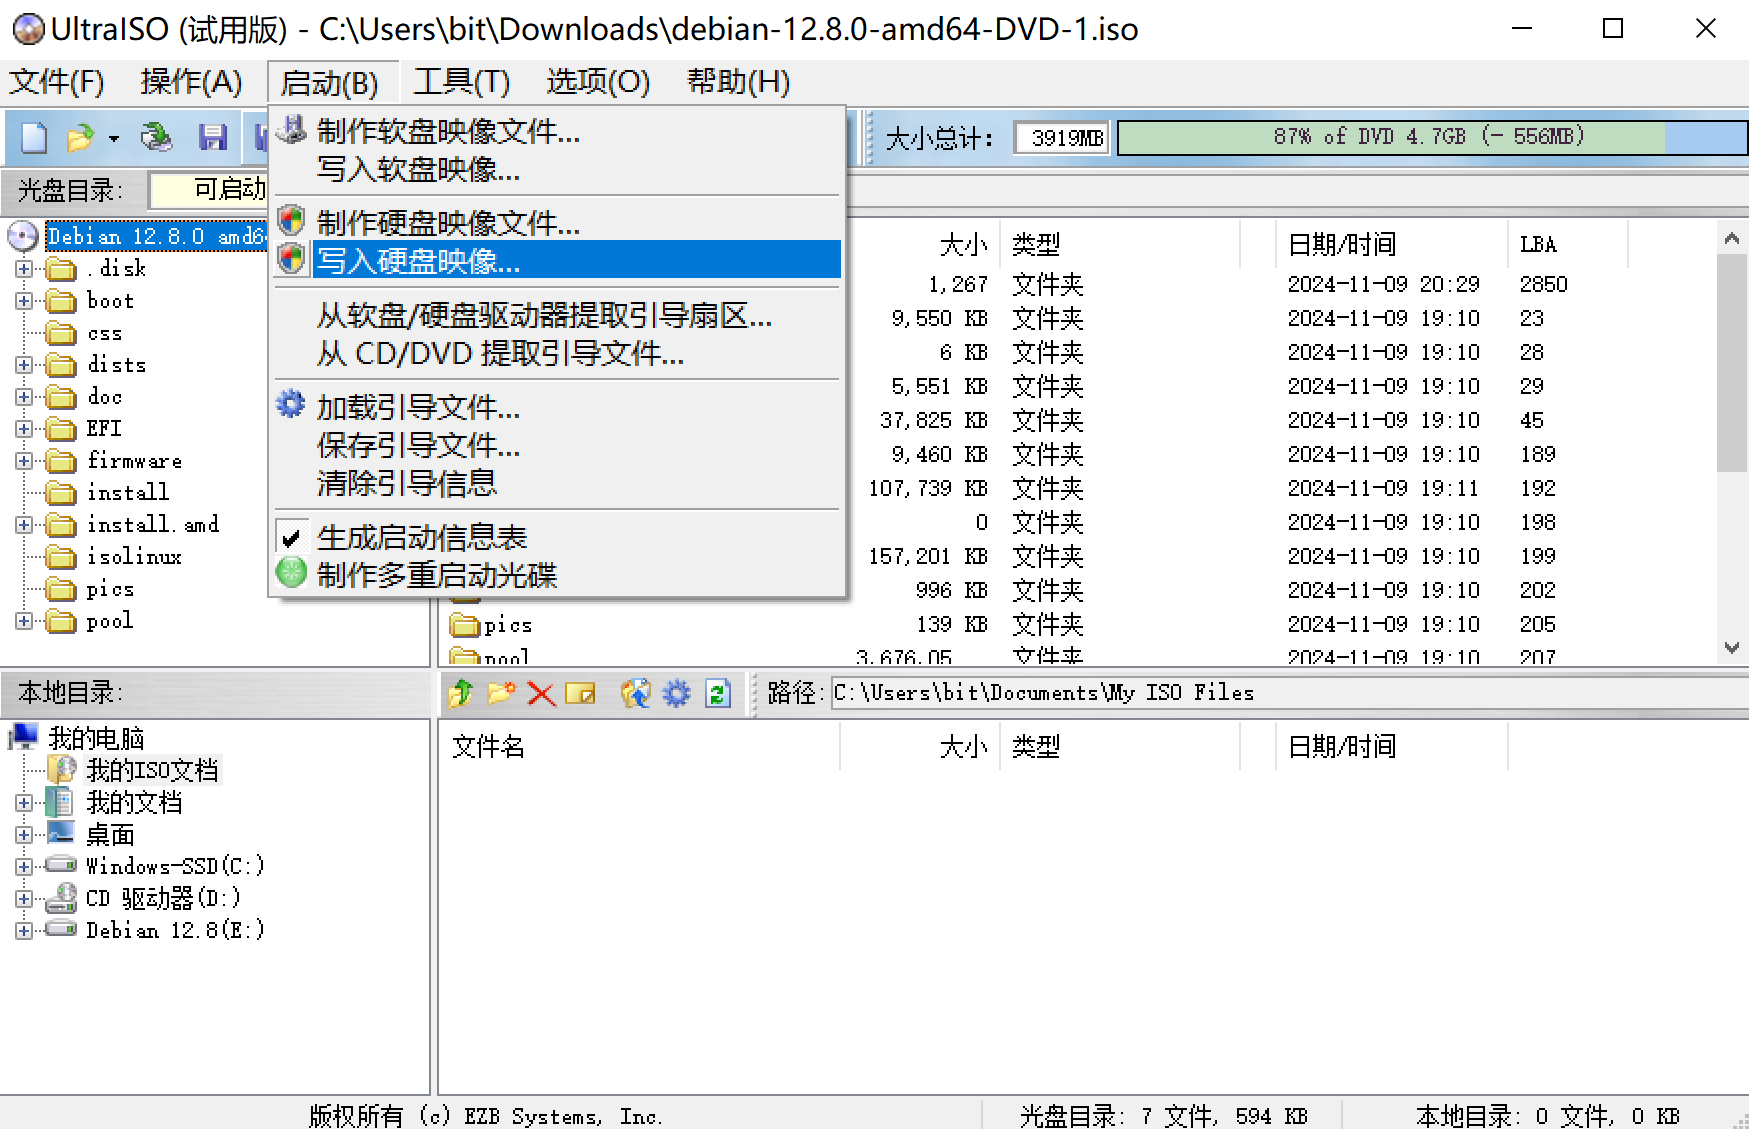 UltraISO (试用版) - C:\Users\bit\Downloads\debian-12.8.0-amd64-DVD-1.iso
文件(F) 操作(A) 启动(B) 工具(T) 选项(O) 帮助(H)
大小总计: 3919MB 87% of DVD 4.7GB (- 556MB)
光盘目录: 可启动
制作软盘映像文件...
写入软盘映像...
制作硬盘映像文件...
写入硬盘映像...
从软盘/硬盘驱动器提取引导扇区...
从 CD/DVD 提取引导文件...
加载引导文件...
保存引导文件...
清除引导信息
生成启动信息表
制作多重启动光碟
Debian 12.8.0 amd6
.disk
boot
css
dists
doc
EFI
firmware
install
install.amd
isolinux
pics
pool
大小 类型 日期/时间 LBA
1,267 文件夹 2024-11-09 20:29 2850
9,550 KB 文件夹 2024-11-09 19:10 23
6 KB 文件夹 2024-11-09 19:10 28
5,551 KB 文件夹 2024-11-09 19:10 29
37,825 KB 文件夹 2024-11-09 19:10 45
9,460 KB 文件夹 2024-11-09 19:10 189
107,739 KB 文件夹 2024-11-09 19:11 192
0 文件夹 2024-11-09 19:10 198
157,201 KB 文件夹 2024-11-09 19:10 199
996 KB 文件夹 2024-11-09 19:10 202
pics 139 KB 文件夹 2024-11-09 19:10 205
pool 3,676,05 文件夹 2024-11-09 19:10 207
本地目录: 路径: C:\Users\bit\Documents\My ISO Files
我的电脑
我的ISO文档
我的文档
桌面
Windows-SSD(C:)
CD 驱动器(D:)
Debian 12.8(E:)
文件名 大小 类型 日期/时间
版权所有 (c) EZB Systems, Inc. 光盘目录: 7 文件, 594 KB 本地目录: 0 文件, 0 KB